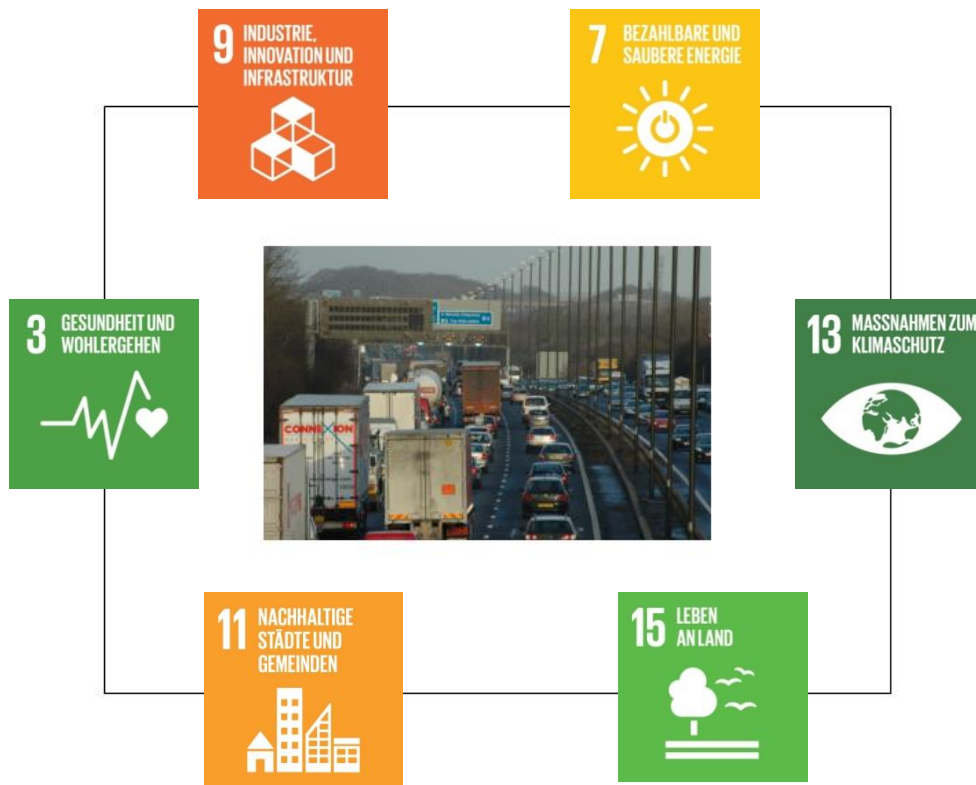 9 INDUSTRIE,
INNOVATION UND
INFRASTRUKTUR
7 BEZAHLBARE UND
SAUBERE ENERGIE
3 GESUNDHEIT UND
WOHLERGEHEN
CONNEXION
13 MASSNAHMEN ZUM
KLIMASCHUTZ
11 NACHHALTIGE
STÄDTE UND
GEMEINDEN
15 LEBEN
AN LAND